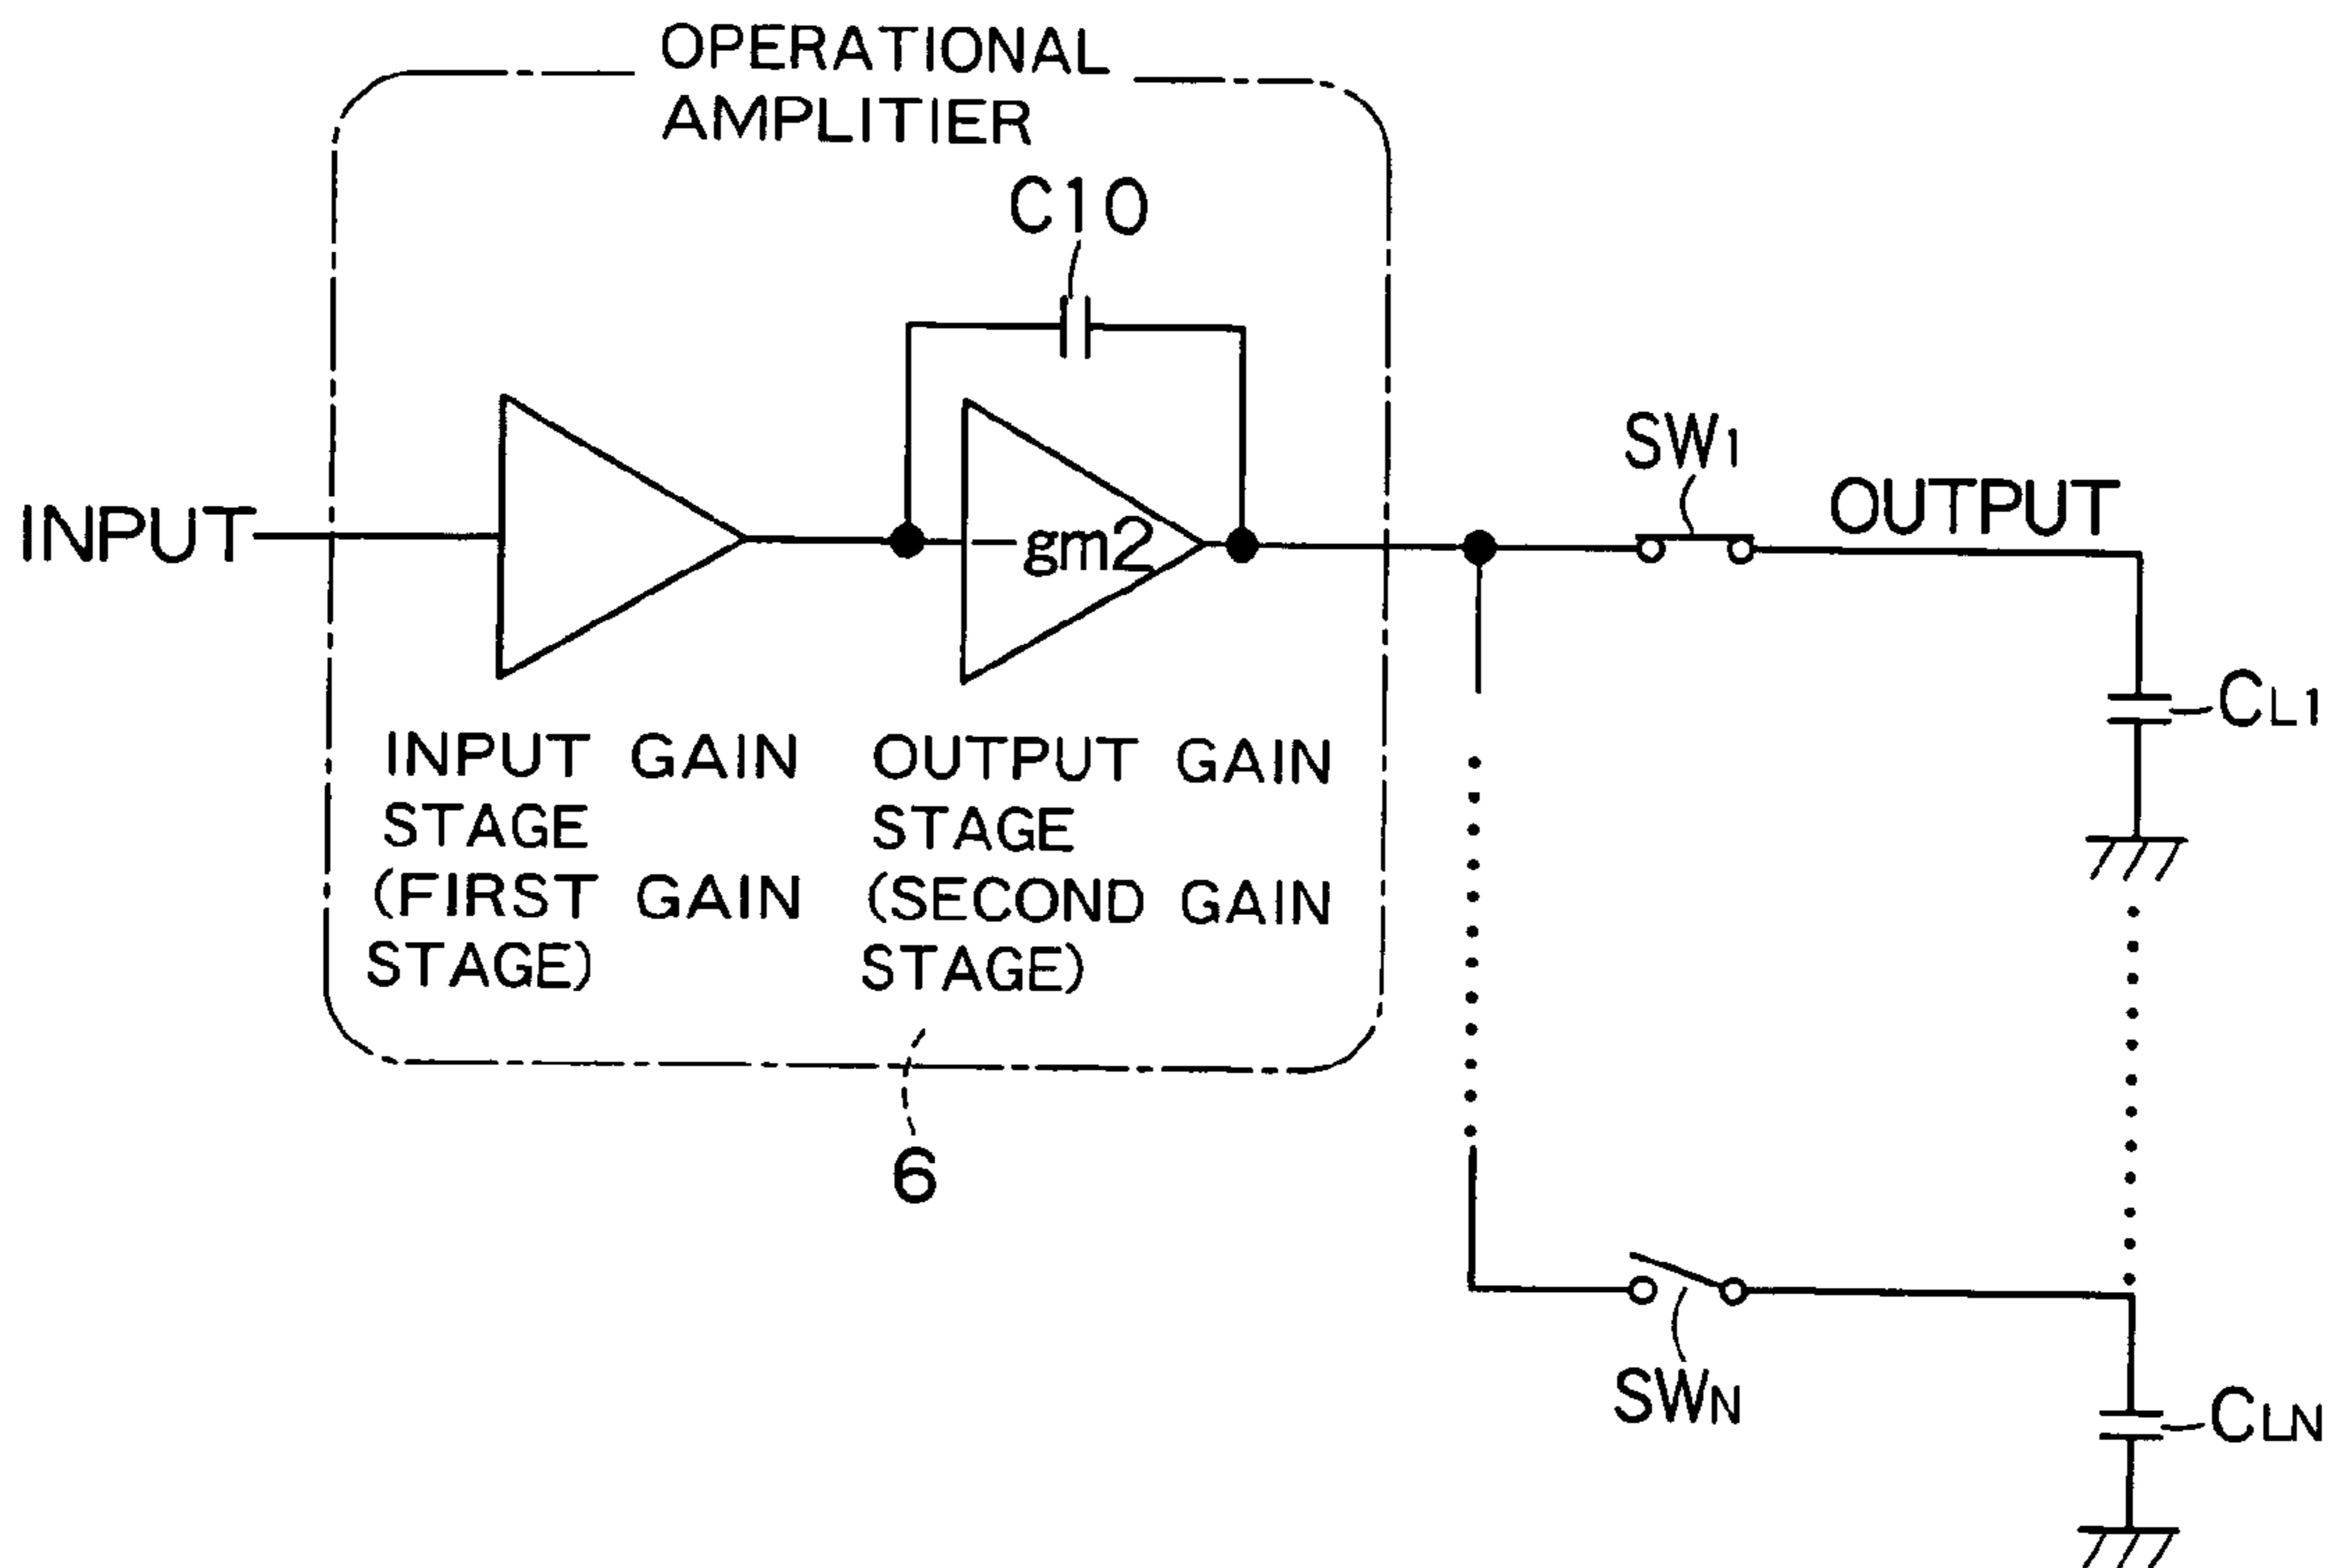 OPERATIONAL
AMPLITIER
C10
INPUT
-gm2
SW1
OUTPUT
CL1
INPUT GAIN
STAGE
(FIRST GAIN
STAGE)
OUTPUT GAIN
STAGE
(SECOND GAIN
STAGE)
6
SWN
CLN